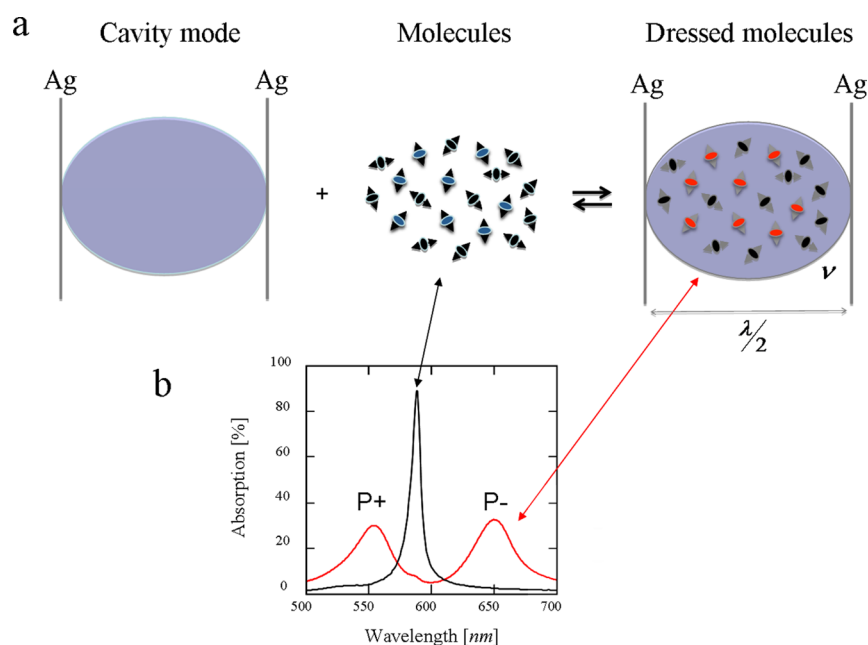 a
Cavity mode
Molecules
Dressed molecules
Ag
Ag
Ag
Ag
+
ν
λ/2
b
100
80
60
40
20
0
Absorption [%]
P+
P-
500
550
600
650
700
Wavelength [nm]